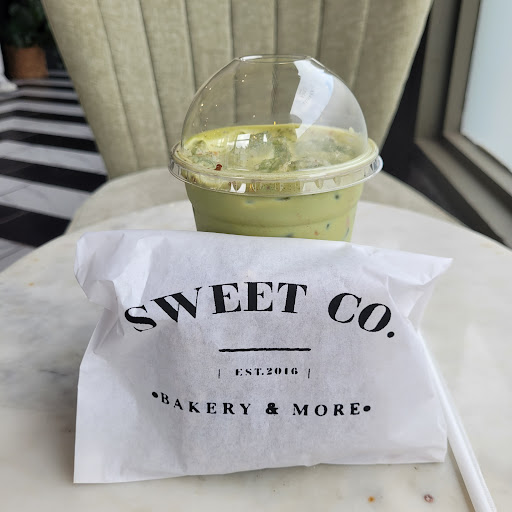 SWEET CO.
| EST.2016 |
•BAKERY & MORE•